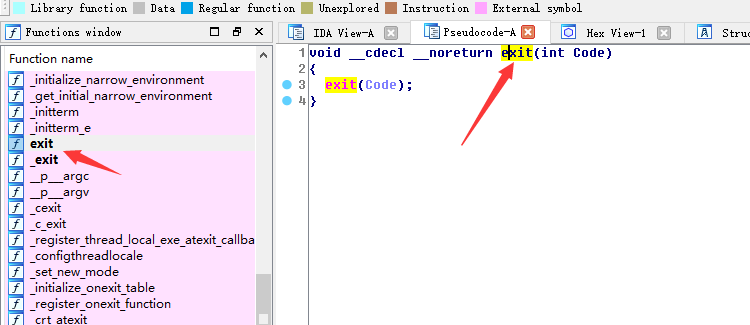 Library function Data Regular function Unexplored Instruction External symbol
Functions window
Function name
_initialize_narrow_environment
_get_initial_narrow_environment
_initterm
_initterm_e
exit
_exit
__p___argc
__p___argv
_cexit
_c_exit
_register_thread_local_exe_atexit_callba
_configthreadlocale
_set_new_mode
_initialize_onexit_table
_register_onexit_function
_crt_atexit
IDA View-A Pseudocode-A Hex View-1 Stru
1 void __cdecl __noreturn exit(int Code)
2 {
3 exit(Code);
4 }